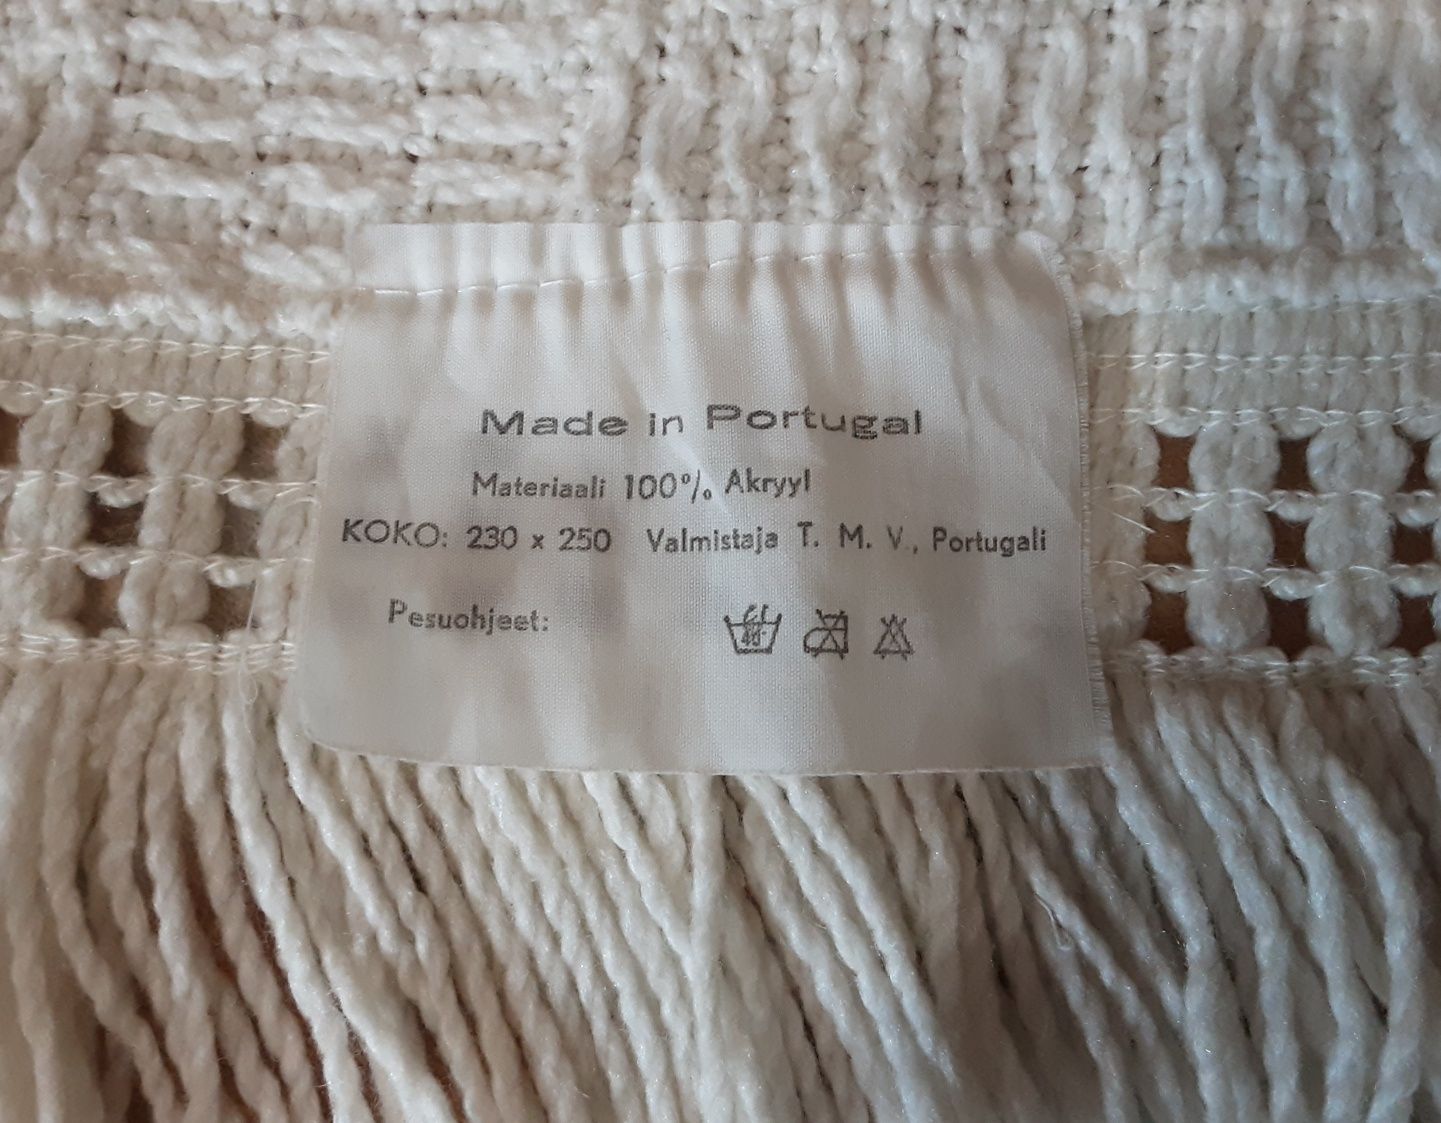 Made in Portugal
Materiaali 100% Akryyl
KOKO: 230 x 250 Valmistaja T. M. V., Portugali
Pesuohjeet: